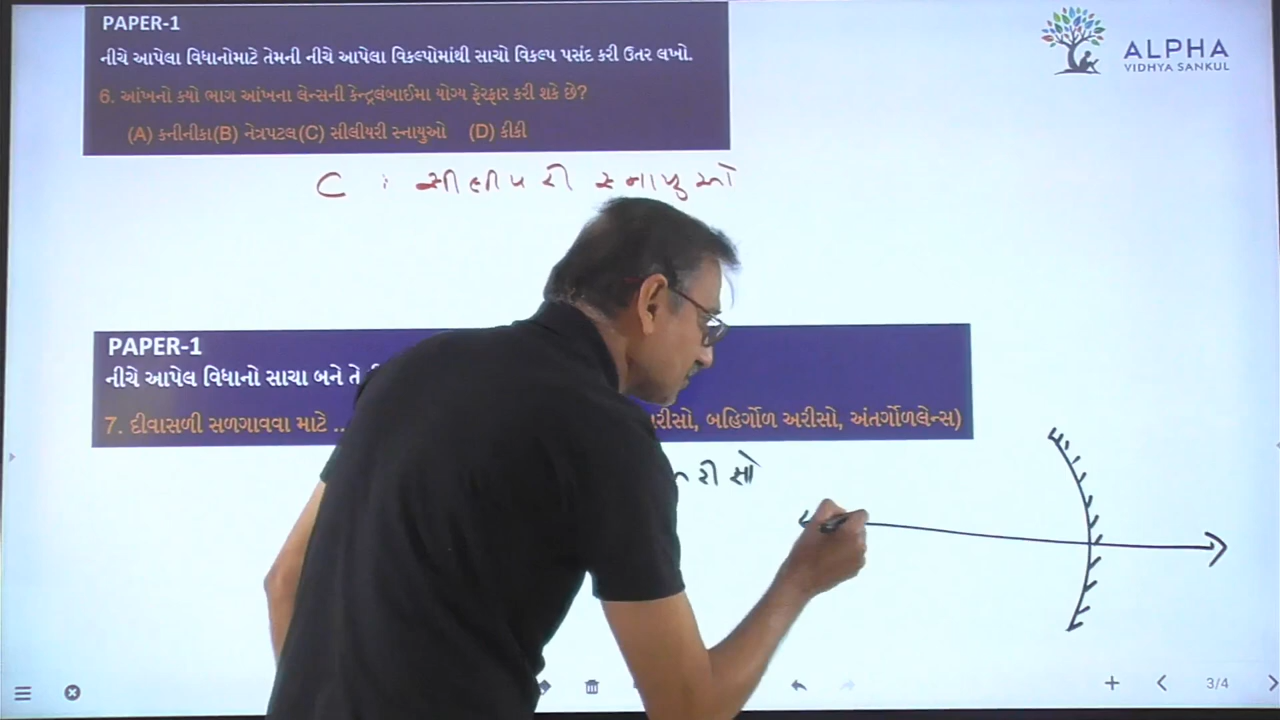 PAPER-1
નીચે આપેલા વિધાનોમાટે તેમની નીચે આપેલા વિકલ્પોમાંથી સાચો વિકલ્પ પસંદ કરી ઉતર લખો.
6. આંખનો કયો ભાગ આંખના લેન્સની કેન્દ્રલંબાઈમા યોગ્ય ફેરફાર કરી શકે છે?
(A) કનીનીકા(B) નેત્રપટલ(C) સીલીયરી સ્નાયુઓ (D) કીકી
ALPHA
VIDHYA SANKUL
C : સીલીયરી સ્નાયુઓ
PAPER-1
નીચે આપેલ વિધાનો સાચા બને તે
7. દીવાસળી સળગાવવા માટે .. રીસો, બહિર્ગોળ અરીસો, અંતર્ગોળલેન્સ)
રીસો
3/4